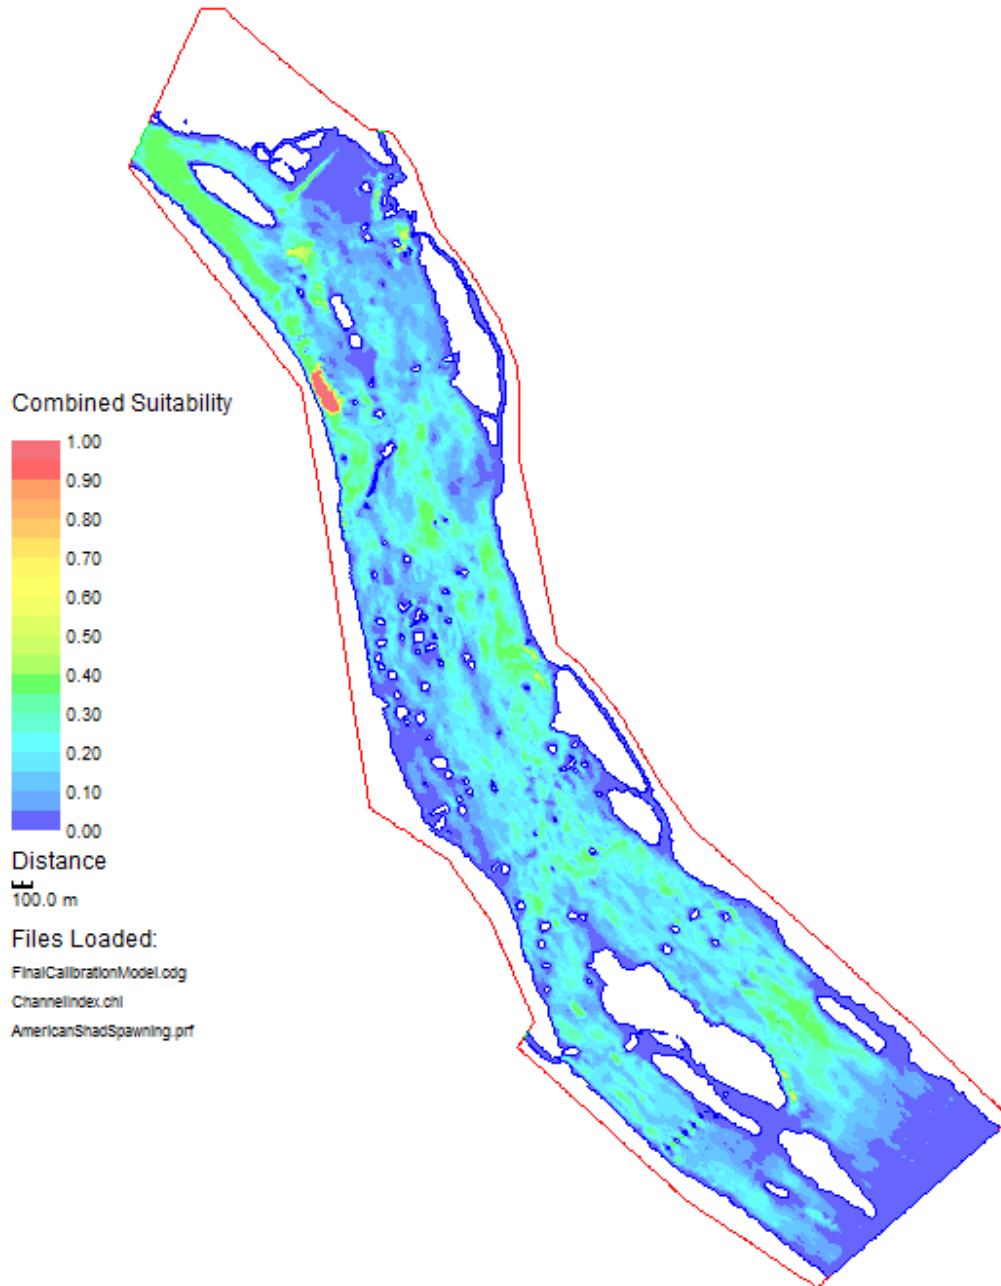 Combined Suitability
1.00
0.90
0.80
0.70
0.60
0.50
0.40
0.30
0.20
0.10
0.00
Distance
100.0 m
Files Loaded:
FinalCalibrationModel.cdg
ChannelIndex.chi
AmericanShadSpawning.prf